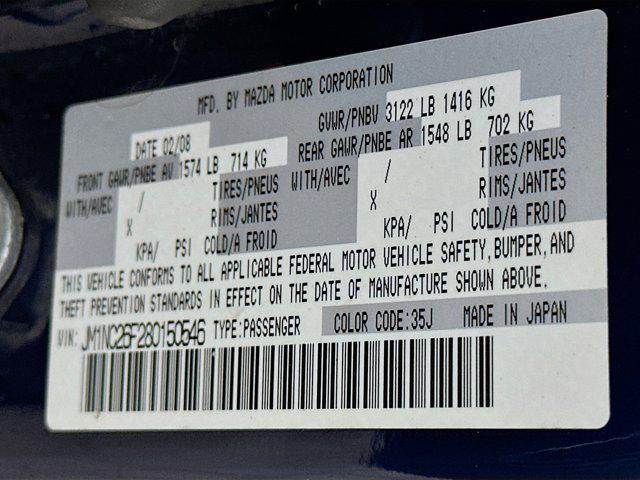 MFD. BY MAZDA MOTOR CORPORATION
DATE 02/08 GVWR/PNBV 3122 LB 1416 KG
FRONT GAWR/PNBE AV 1574 LB 714 KG REAR GAWR/PNBE AR 1548 LB 702 KG
WITH/AVEC / TIRES/PNEUS WITH/AVEC / TIRES/PNEUS
X RIMS/JANTES X RIMS/JANTES
KPA/ PSI COLD/A FROID KPA/ PSI COLD/A FROID
THIS VEHICLE CONFORMS TO ALL APPLICABLE FEDERAL MOTOR VEHICLE SAFETY, BUMPER, AND
THEFT PREVENTION STANDARDS IN EFFECT ON THE DATE OF MANUFACTURE SHOWN ABOVE.
VIN: JM1NC26F280150546 TYPE: PASSENGER COLOR CODE: 35J MADE IN JAPAN